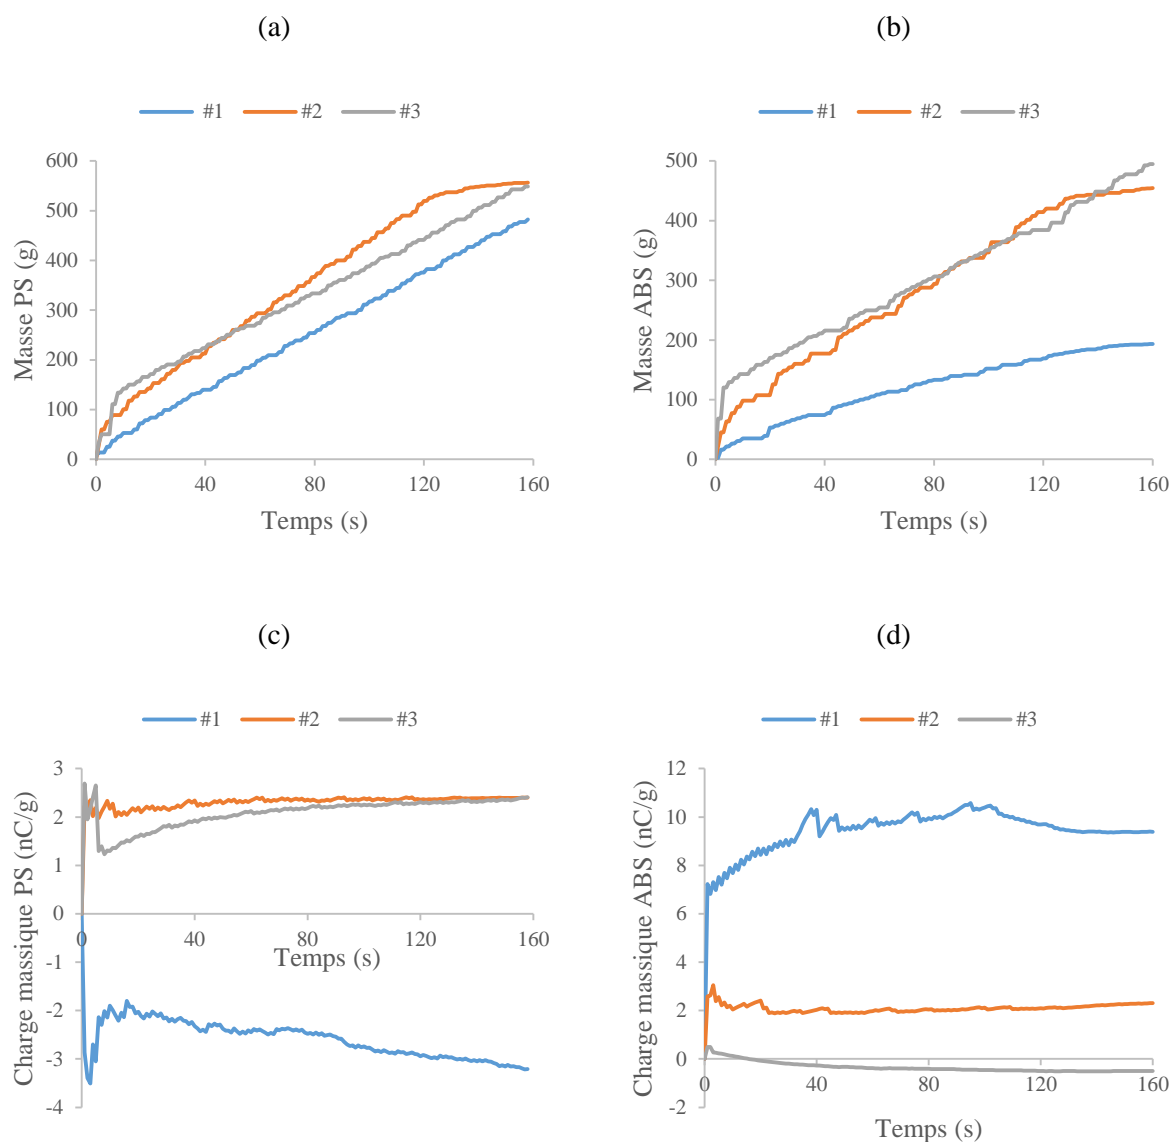 (a)
#1 #2 #3
Masse PS (g)
600
500
400
300
200
100
0
0 40 80 120 160
Temps (s)
(b)
#1 #2 #3
Masse ABS (g)
500
400
300
200
100
0
0 40 80 120 160
Temps (s)
(c)
#1 #2 #3
Charge massique PS (nC/g)
3
2
1
0
-1
-2
-3
-4
0 40 80 120 160
Temps (s)
(d)
#1 #2 #3
Charge massique ABS (nC/g)
12
10
8
6
4
2
0
-2
0 40 80 120 160
Temps (s)